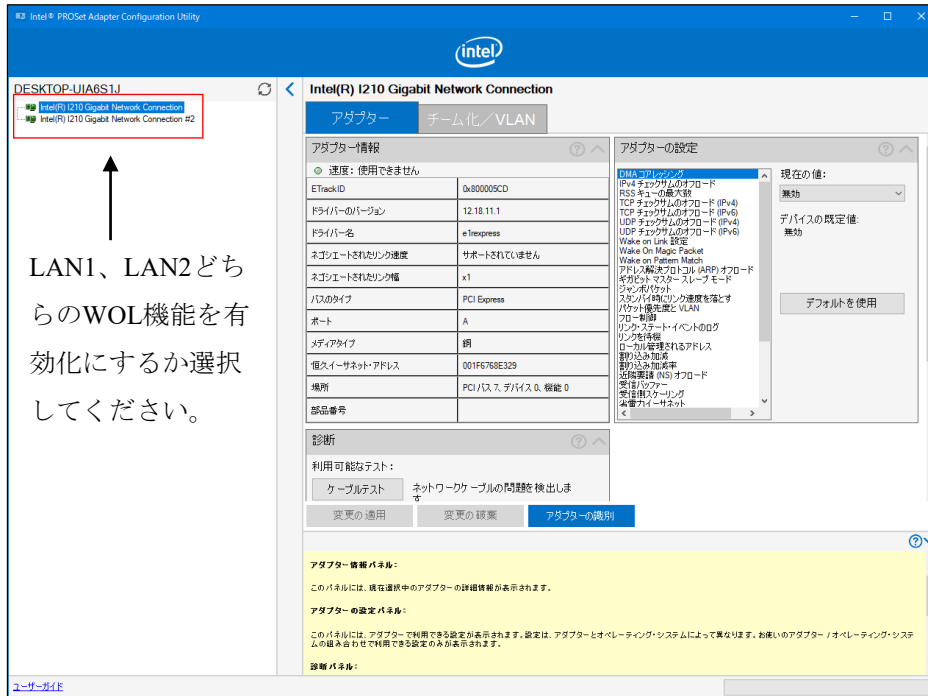 Intel® PROSet Adapter Configuration Utility
intel
DESKTOP-UIA6S1J
Intel(R) I210 Gigabit Network Connection
Intel(R) I210 Gigabit Network Connection #2
LAN1、LAN2どち
らのWOL機能を有
効化にするか選択
してください。
Intel(R) I210 Gigabit Network Connection
アダプター
チーム化／VLAN
アダプター情報
速度: 使用できません
ETrackID 0x800005CD
ドライバーのバージョン 12.18.11.1
ドライバー名 e1rexpress
ネゴシエートされたリンク速度 サポートされていません
ネゴシエートされたリンク幅 x1
バスのタイプ PCI Express
ポート A
メディアタイプ 銅
恒久イーサネット・アドレス 001F6768E329
場所 PCI バス 7, デバイス 0, 機能 0
部品番号
アダプターの設定
DMA コアレッシング
IPv4 チェックサムのオフロード
RSS キューの最大数
TCP チェックサムのオフロード (IPv4)
TCP チェックサムのオフロード (IPv6)
UDP チェックサムのオフロード (IPv4)
UDP チェックサムのオフロード (IPv6)
Wake on Link 設定
Wake On Magic Packet
Wake on Pattern Match
アドレス解決プロトコル (ARP) オフロード
ギガビット マスター スレーブ モード
ジャンボパケット
スタンバイ時にリンク速度を落とす
パケット優先度と VLAN
フロー制御
リンク・ステート・イベントのログ
リンクを待機
ローカル管理されるアドレス
割り込み加減
割り込み加減率
近隣要請 (NS) オフロード
受信バッファー
受信側スケーリング
省電力イーサネット
現在の値:
無効
デバイスの既定値:
無効
デフォルトを使用
診断
利用可能なテスト:
ケーブルテスト
ネットワークケーブルの問題を検出しま
す
変更の適用
変更の破棄
アダプターの識別
アダプター情報パネル:
このパネルには、現在選択中のアダプターの詳細情報が表示されます。
アダプターの設定パネル:
このパネルには、アダプターで利用できる設定が表示されます。設定は、アダプターとオペレーティング・システムによって異なります。お使いのアダプター / オペレーティング・システ
ムの組み合わせで利用できる設定のみが表示されます。
診断パネル:
ユーザーガイド